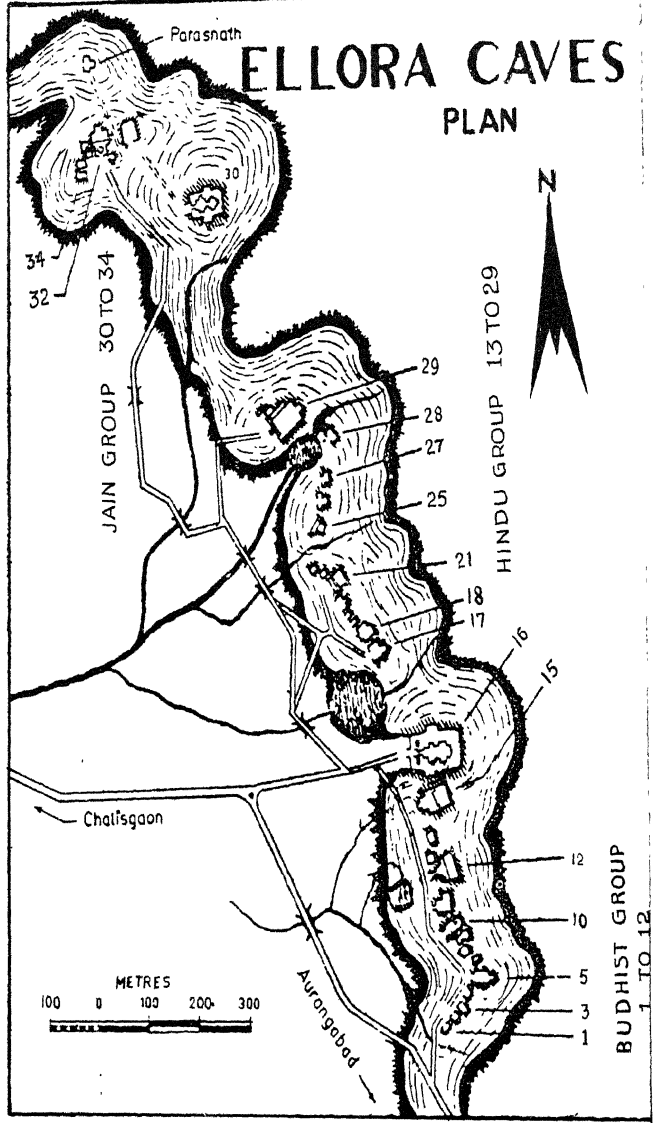 Parasnath
ELLORA CAVES
PLAN
N
30
34
32
JAIN GROUP 30 TO 34
HINDU GROUP 13 TO 29
29
28
27
25
21
18
17
16
15
Chalisgaon
12
10
5
3
1
BUDHIST GROUP
1 TO 12
METRES
100 0 100 200 300
Aurangabad